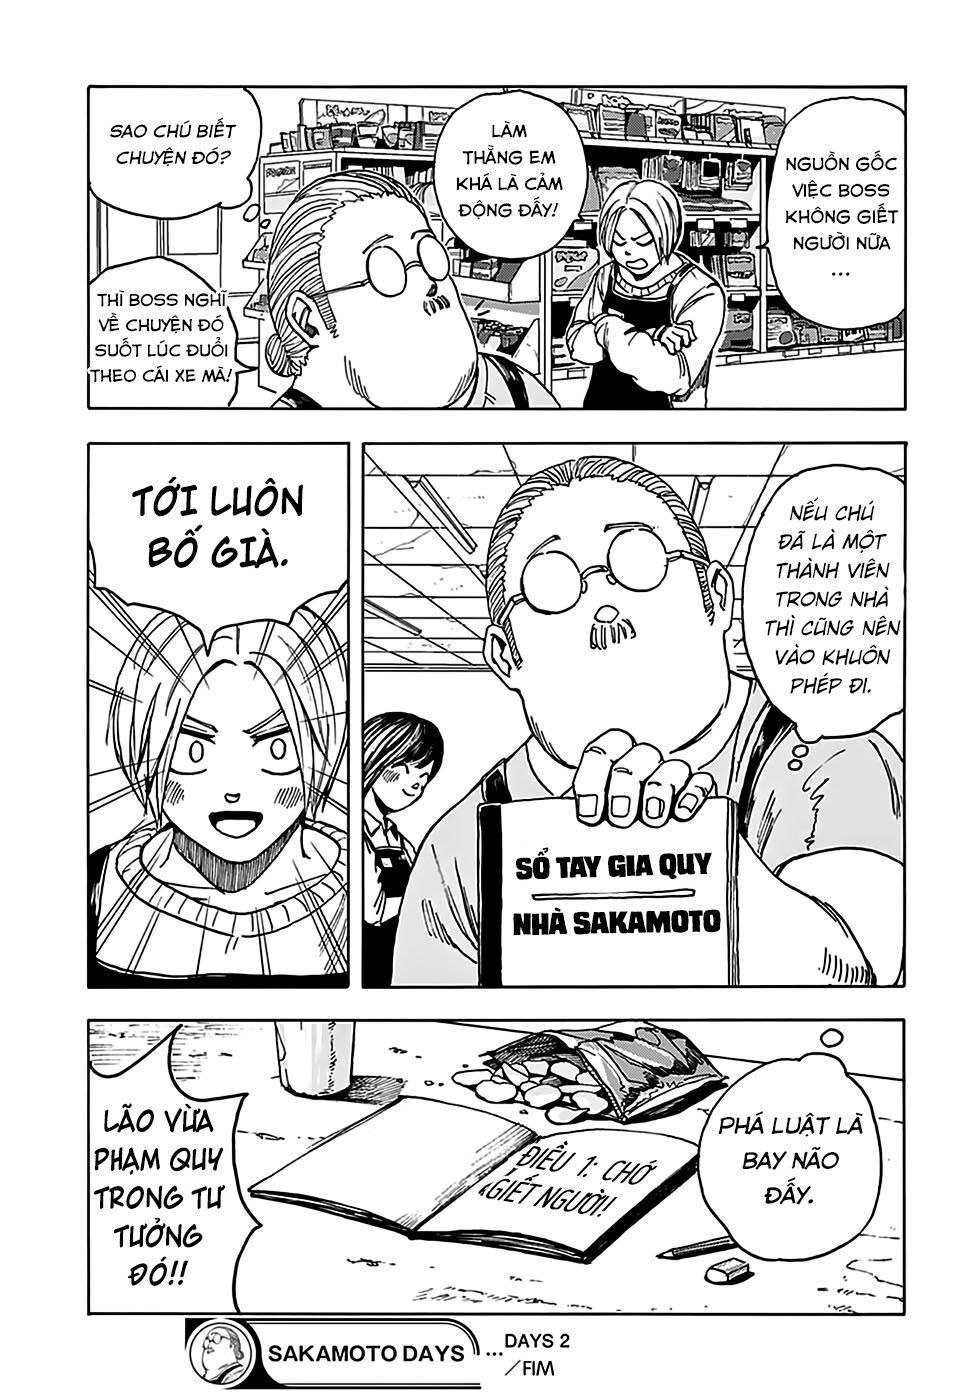 NGUỒN GỐC
VIỆC BOSS
KHÔNG GIẾT
NGƯỜI NỮA
...
LÀM
THẰNG EM
KHÁ LÀ CẢM
ĐỘNG ĐẤY!
SAO CHÚ BIẾT
CHUYỆN ĐÓ?
THÌ BOSS NGHĨ
VỀ CHUYỆN ĐÓ
SUỐT LÚC ĐUỔI
THEO CÁI XE MÀ!
NẾU CHÚ
ĐÃ LÀ MỘT
THÀNH VIÊN
TRONG NHÀ
THÌ CŨNG NÊN
VÀO KHUÔN
PHÉP ĐI.
SỔ TAY GIA QUY
NHÀ SAKAMOTO
TỚI LUÔN
BỐ GIÀ.
PHÁ LUẬT LÀ
BAY NÃO
ĐẤY.
ĐIỀU 1: CHỚ
GIẾT NGƯỜI!
LÃO VỪA
PHẠM QUY
TRONG TƯ
TƯỞNG
ĐÓ!!
SAKAMOTO DAYS
...DAYS 2
／FIM